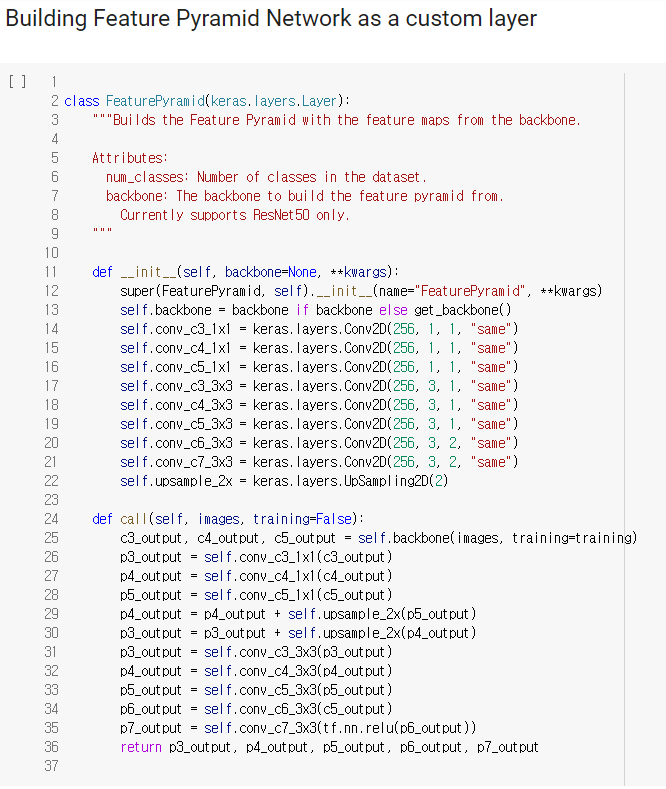 Building Feature Pyramid Network as a custom layer
[ ] 1
2 class FeaturePyramid(keras.layers.Layer):
3     """Builds the Feature Pyramid with the feature maps from the backbone.
4
5     Attributes:
6       num_classes: Number of classes in the dataset.
7       backbone: The backbone to build the feature pyramid from.
8         Currently supports ResNet50 only.
9     """
10
11     def __init__(self, backbone=None, **kwargs):
12         super(FeaturePyramid, self).__init__(name="FeaturePyramid", **kwargs)
13         self.backbone = backbone if backbone else get_backbone()
14         self.conv_c3_1x1 = keras.layers.Conv2D(256, 1, 1, "same")
15         self.conv_c4_1x1 = keras.layers.Conv2D(256, 1, 1, "same")
16         self.conv_c5_1x1 = keras.layers.Conv2D(256, 1, 1, "same")
17         self.conv_c3_3x3 = keras.layers.Conv2D(256, 3, 1, "same")
18         self.conv_c4_3x3 = keras.layers.Conv2D(256, 3, 1, "same")
19         self.conv_c5_3x3 = keras.layers.Conv2D(256, 3, 1, "same")
20         self.conv_c6_3x3 = keras.layers.Conv2D(256, 3, 2, "same")
21         self.conv_c7_3x3 = keras.layers.Conv2D(256, 3, 2, "same")
22         self.upsample_2x = keras.layers.UpSampling2D(2)
23
24     def call(self, images, training=False):
25         c3_output, c4_output, c5_output = self.backbone(images, training=training)
26         p3_output = self.conv_c3_1x1(c3_output)
27         p4_output = self.conv_c4_1x1(c4_output)
28         p5_output = self.conv_c5_1x1(c5_output)
29         p4_output = p4_output + self.upsample_2x(p5_output)
30         p3_output = p3_output + self.upsample_2x(p4_output)
31         p3_output = self.conv_c3_3x3(p3_output)
32         p4_output = self.conv_c4_3x3(p4_output)
33         p5_output = self.conv_c5_3x3(p5_output)
34         p6_output = self.conv_c6_3x3(c5_output)
35         p7_output = self.conv_c7_3x3(tf.nn.relu(p6_output))
36         return p3_output, p4_output, p5_output, p6_output, p7_output
37